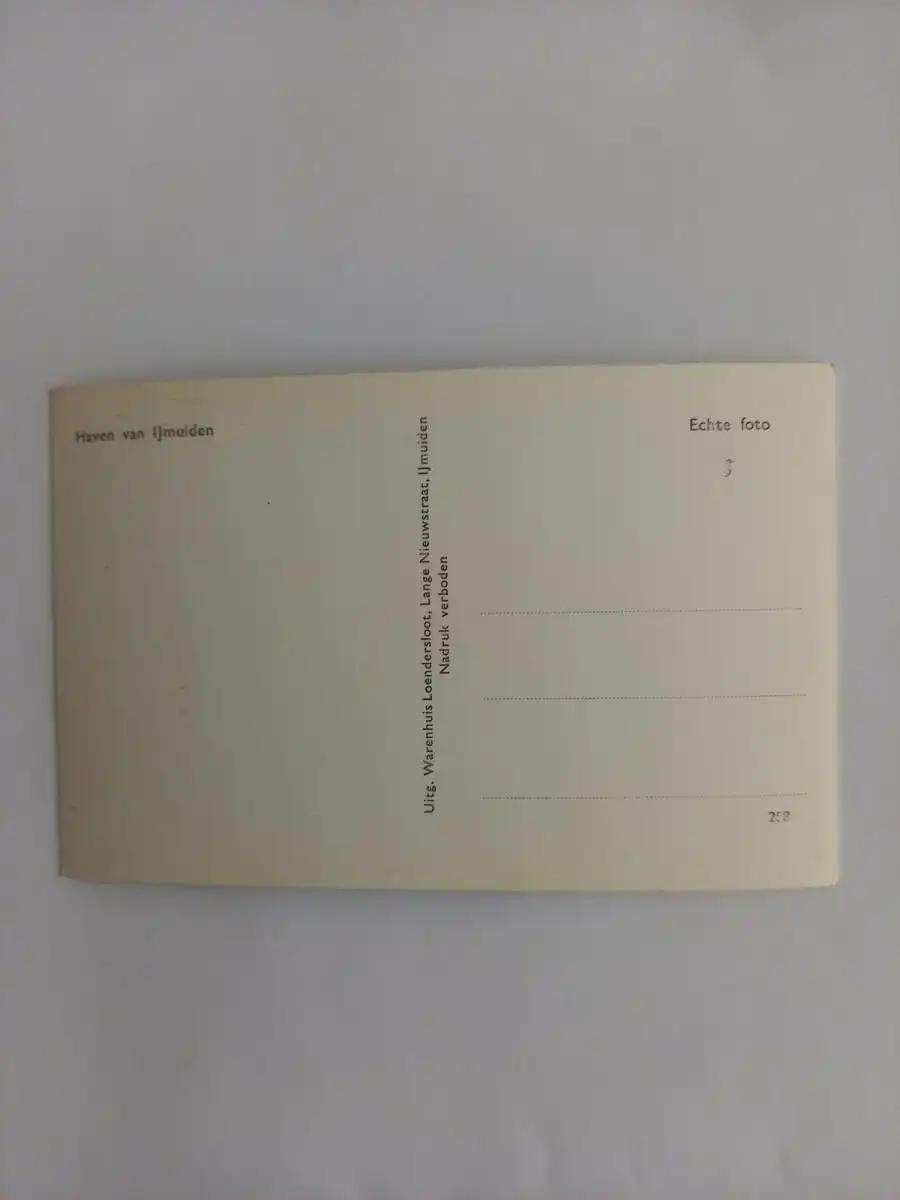 Haven van IJmuiden
Uitg. Warenhuis Loendersloot, Lange Nieuwstraat, IJmuiden
Nadruk verboden
Echte foto